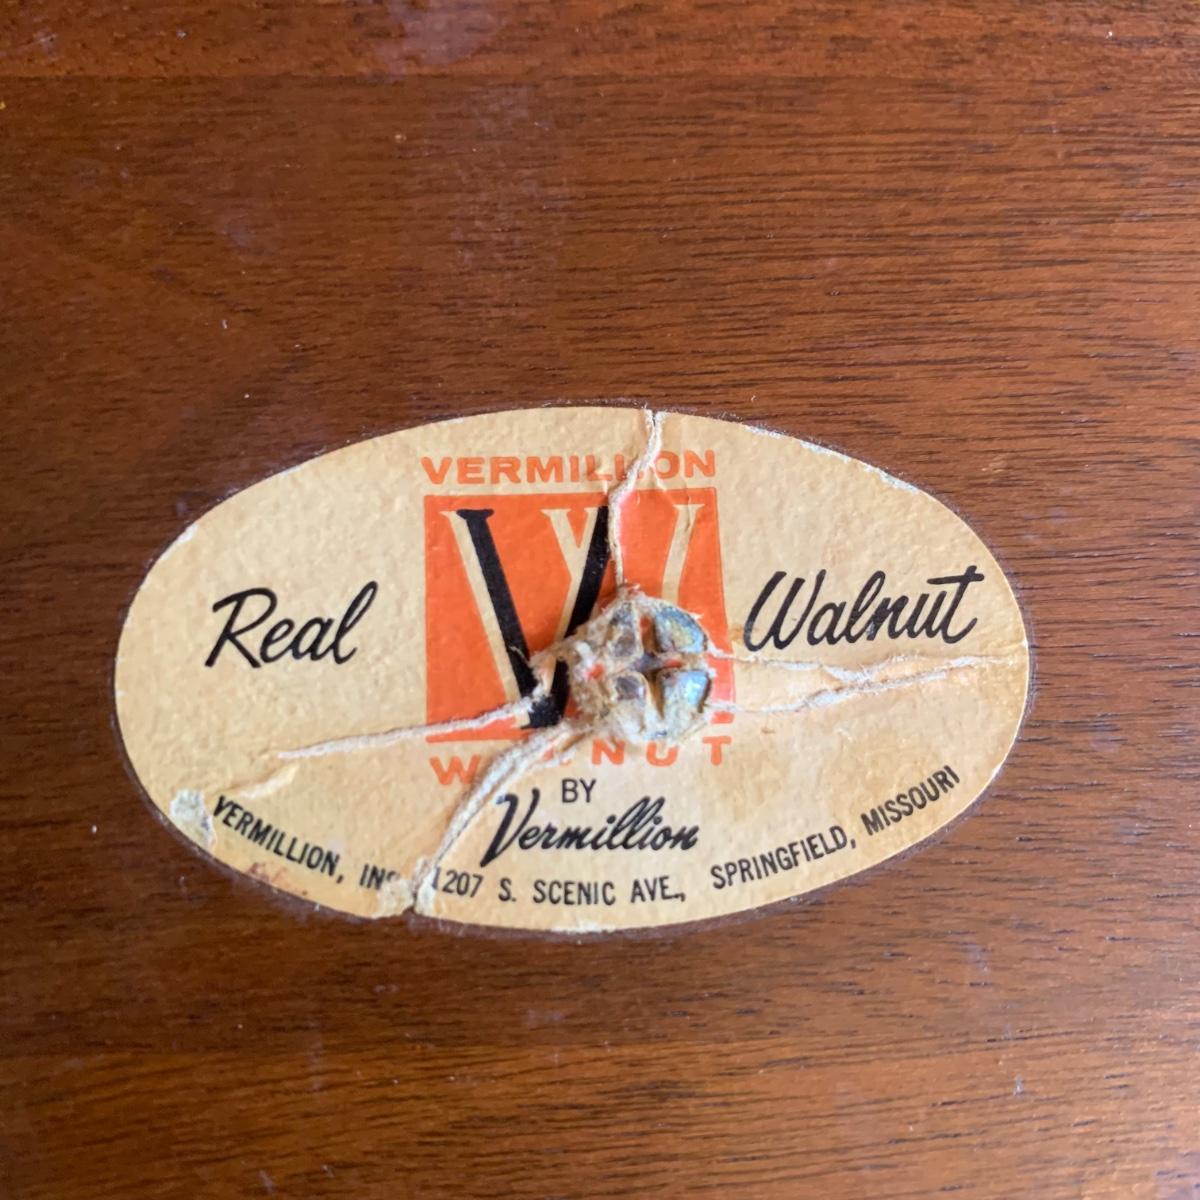 VERMILLION
W
Real Walnut
WALNUT
BY
Vermillion
VERMILLION, INC. 1207 S. SCENIC AVE., SPRINGFIELD, MISSOURI